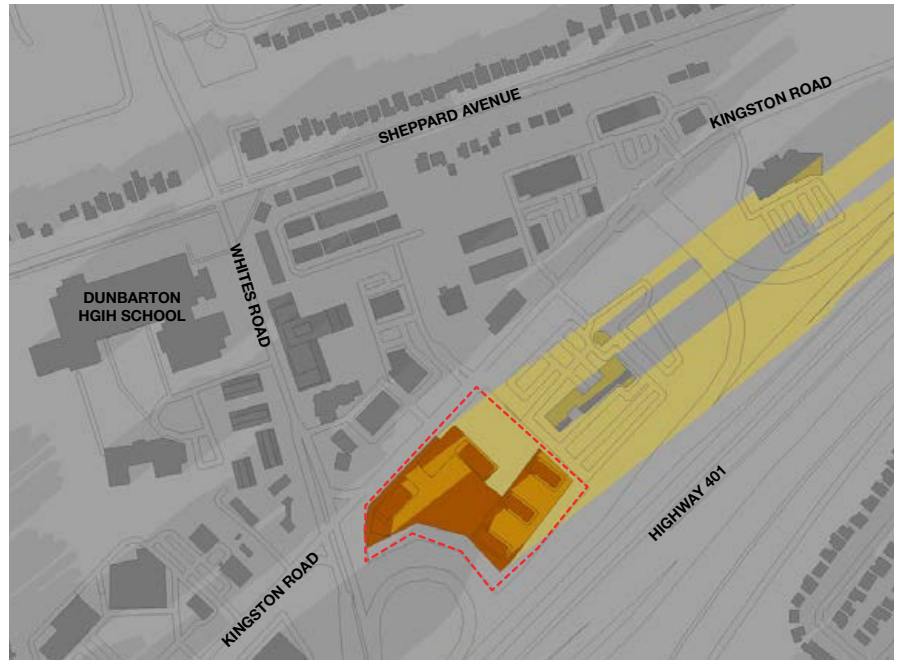 SHEPPARD AVENUE
KINGSTON ROAD
WHITES ROAD
DUNBARTON
HGIH SCHOOL
HIGHWAY 401
KINGSTON ROAD